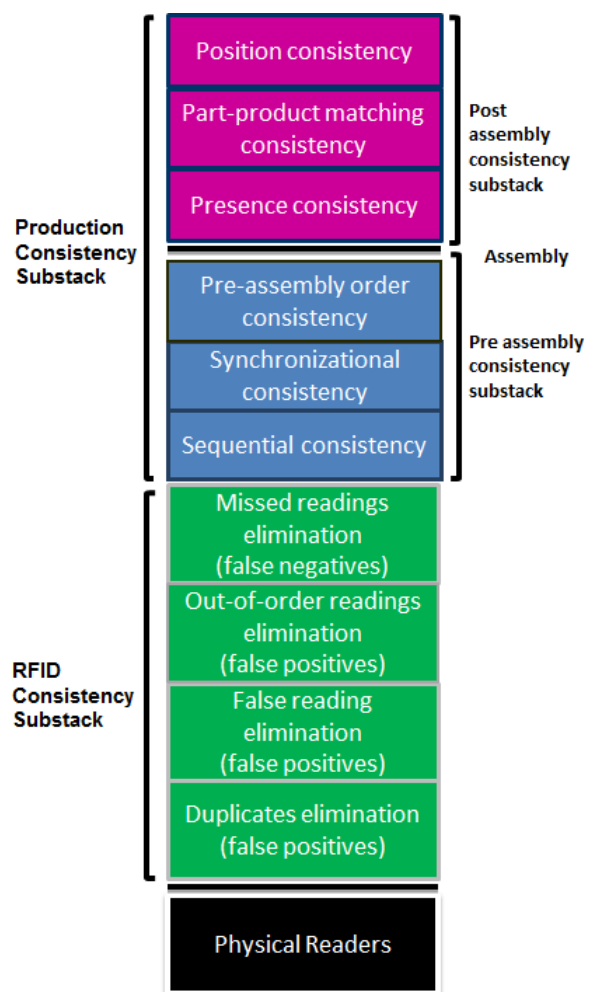 Position consistency
Part-product matching
consistency
Presence consistency
Post
assembly
consistency
substack
Production
Consistency
Substack
Assembly
Pre-assembly order
consistency
Synchronizational
consistency
Sequential consistency
Pre assembly
consistency
substack
Missed readings
elimination
(false negatives)
Out-of-order readings
elimination
(false positives)
False reading
elimination
(false positives)
Duplicates elimination
(false positives)
RFID
Consistency
Substack
Physical Readers